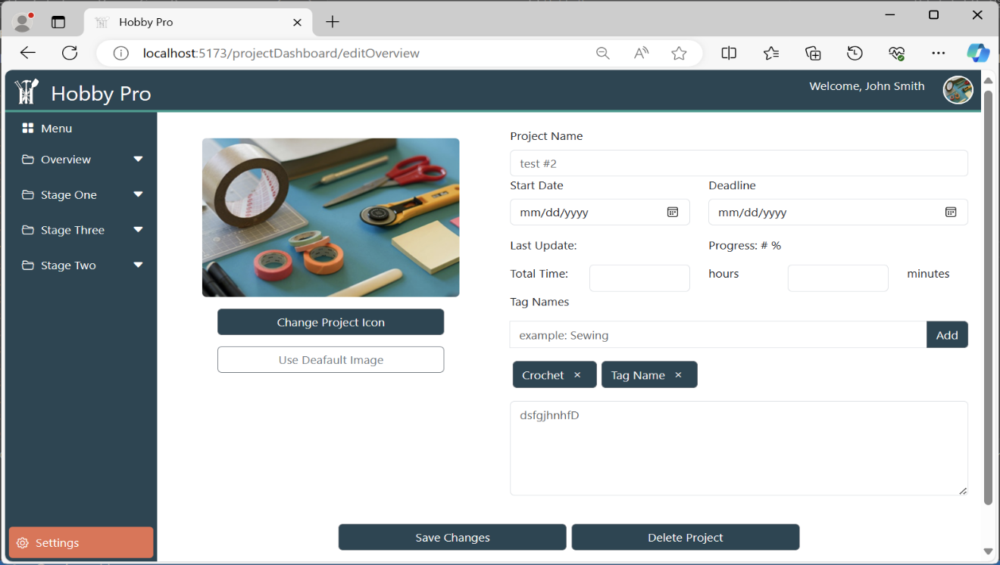 Hobby Pro
localhost:5173/projectDashboard/editOverview
Hobby Pro
Welcome, John Smith
Menu
Overview
Stage One
Stage Three
Stage Two
Settings
Change Project Icon
Use Deafault Image
Project Name
test #2
Start Date
Deadline
mm/dd/yyyy
mm/dd/yyyy
Last Update:
Progress: # %
Total Time:
hours
minutes
Tag Names
example: Sewing
Add
Crochet ×
Tag Name ×
dsfgjhnhfD
Save Changes
Delete Project